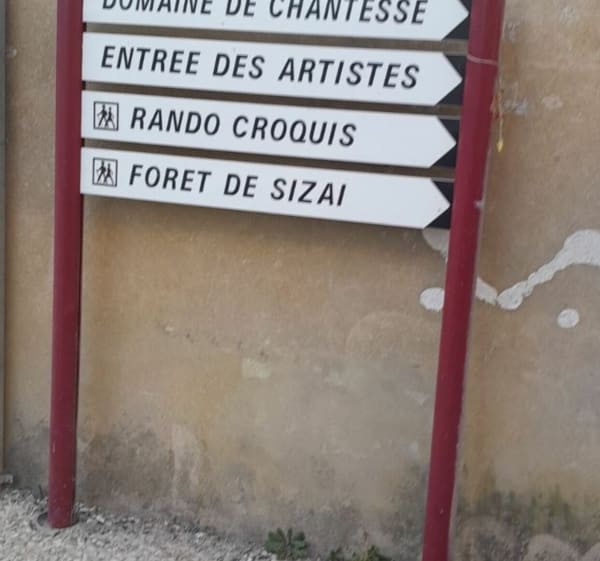 DOMAINE DE CHANTESSE
ENTREE DES ARTISTES
RANDO CROQUIS
FORET DE SIZAI